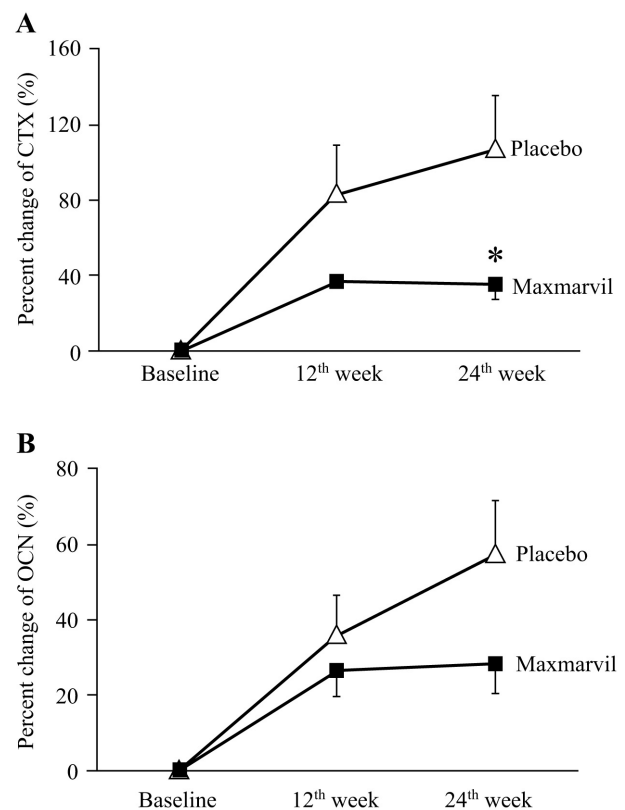 A
Percent change of CTX (%)
160
120
80
40
0
Placebo
*
Maxmarvil
Baseline 12th week 24th week
B
Percent change of OCN (%)
80
60
40
20
0
Placebo
Maxmarvil
Baseline 12th week 24th week